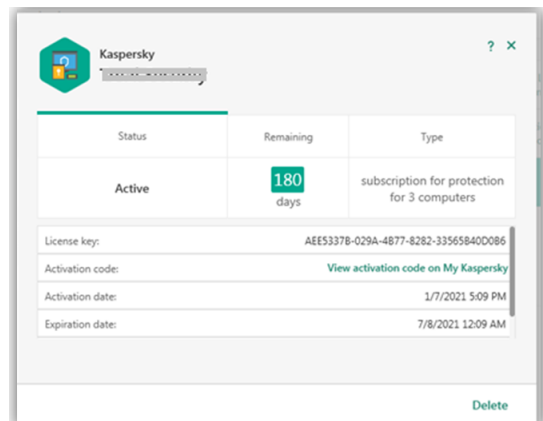 ? ×
Kaspersky
Status Remaining Type
Active 180 days subscription for protection
for 3 computers
License key: AEE5337B-029A-4B77-8282-33565B40D0B6
Activation code: View activation code on My Kaspersky
Activation date: 1/7/2021 5:09 PM
Expiration date: 7/8/2021 12:09 AM
Delete